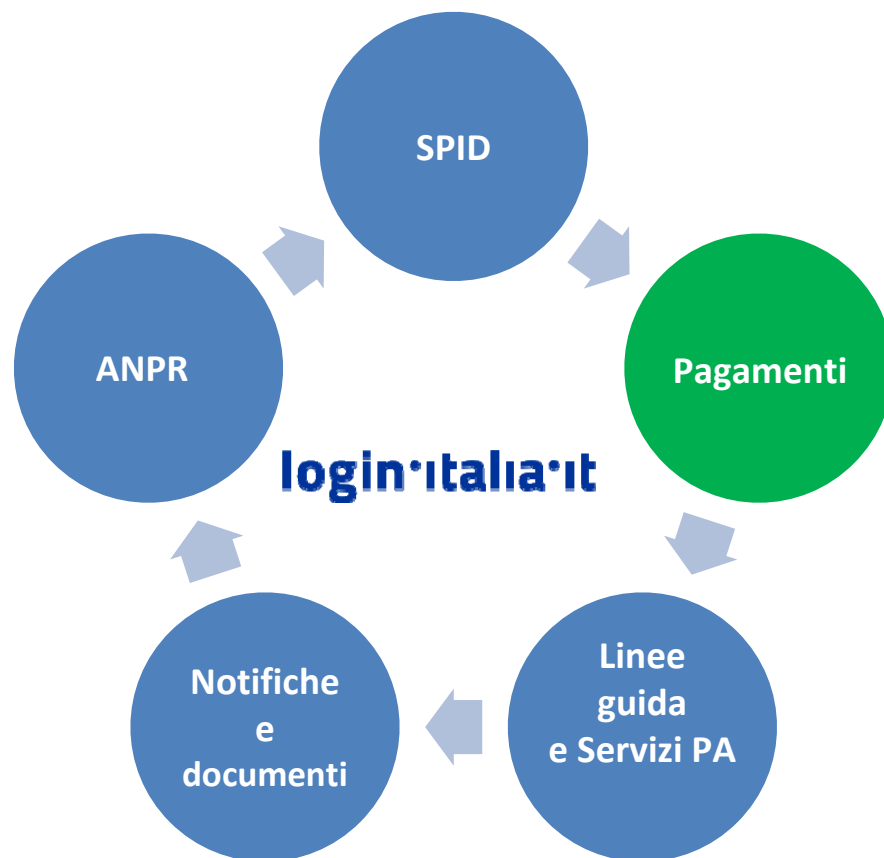 SPID
ANPR
Pagamenti
login·italia·it
Linee
guida
e Servizi PA
Notifiche
e
documenti